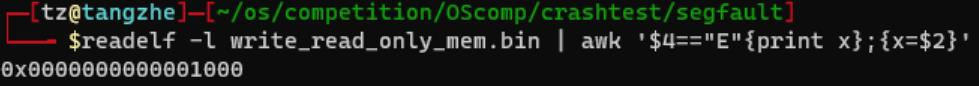 ┌─[tz@tangzhe]─[~/os/competition/OScomp/crashtest/segfault]
└──╼ $readelf -l write_read_only_mem.bin | awk '$4=="E"{print x};{x=$2}'
0x0000000000001000